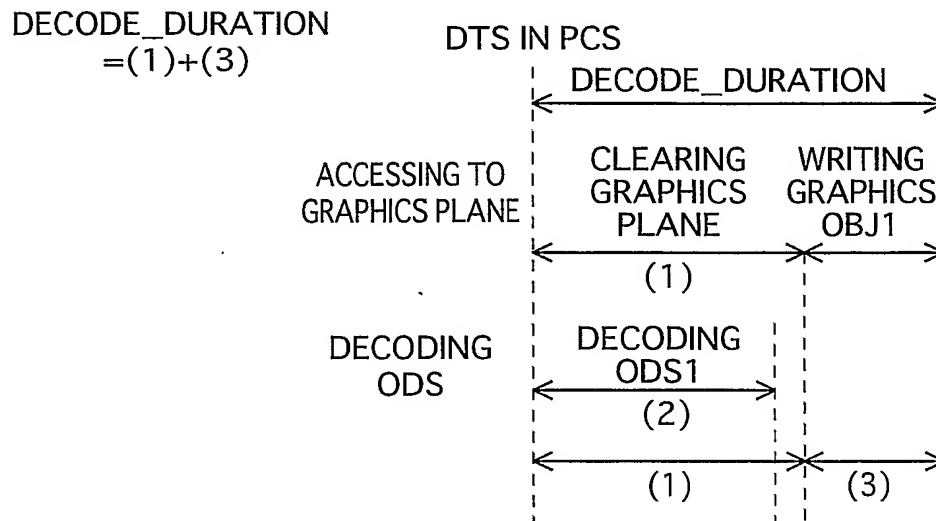 DECODE_DURATION
=(1)+(3)
DTS IN PCS
DECODE_DURATION
ACCESSING TO
GRAPHICS PLANE
CLEARING
GRAPHICS
PLANE
WRITING
GRAPHICS
OBJ1
(1)
DECODING
ODS
DECODING
ODS1
(2)
(1)
(3)